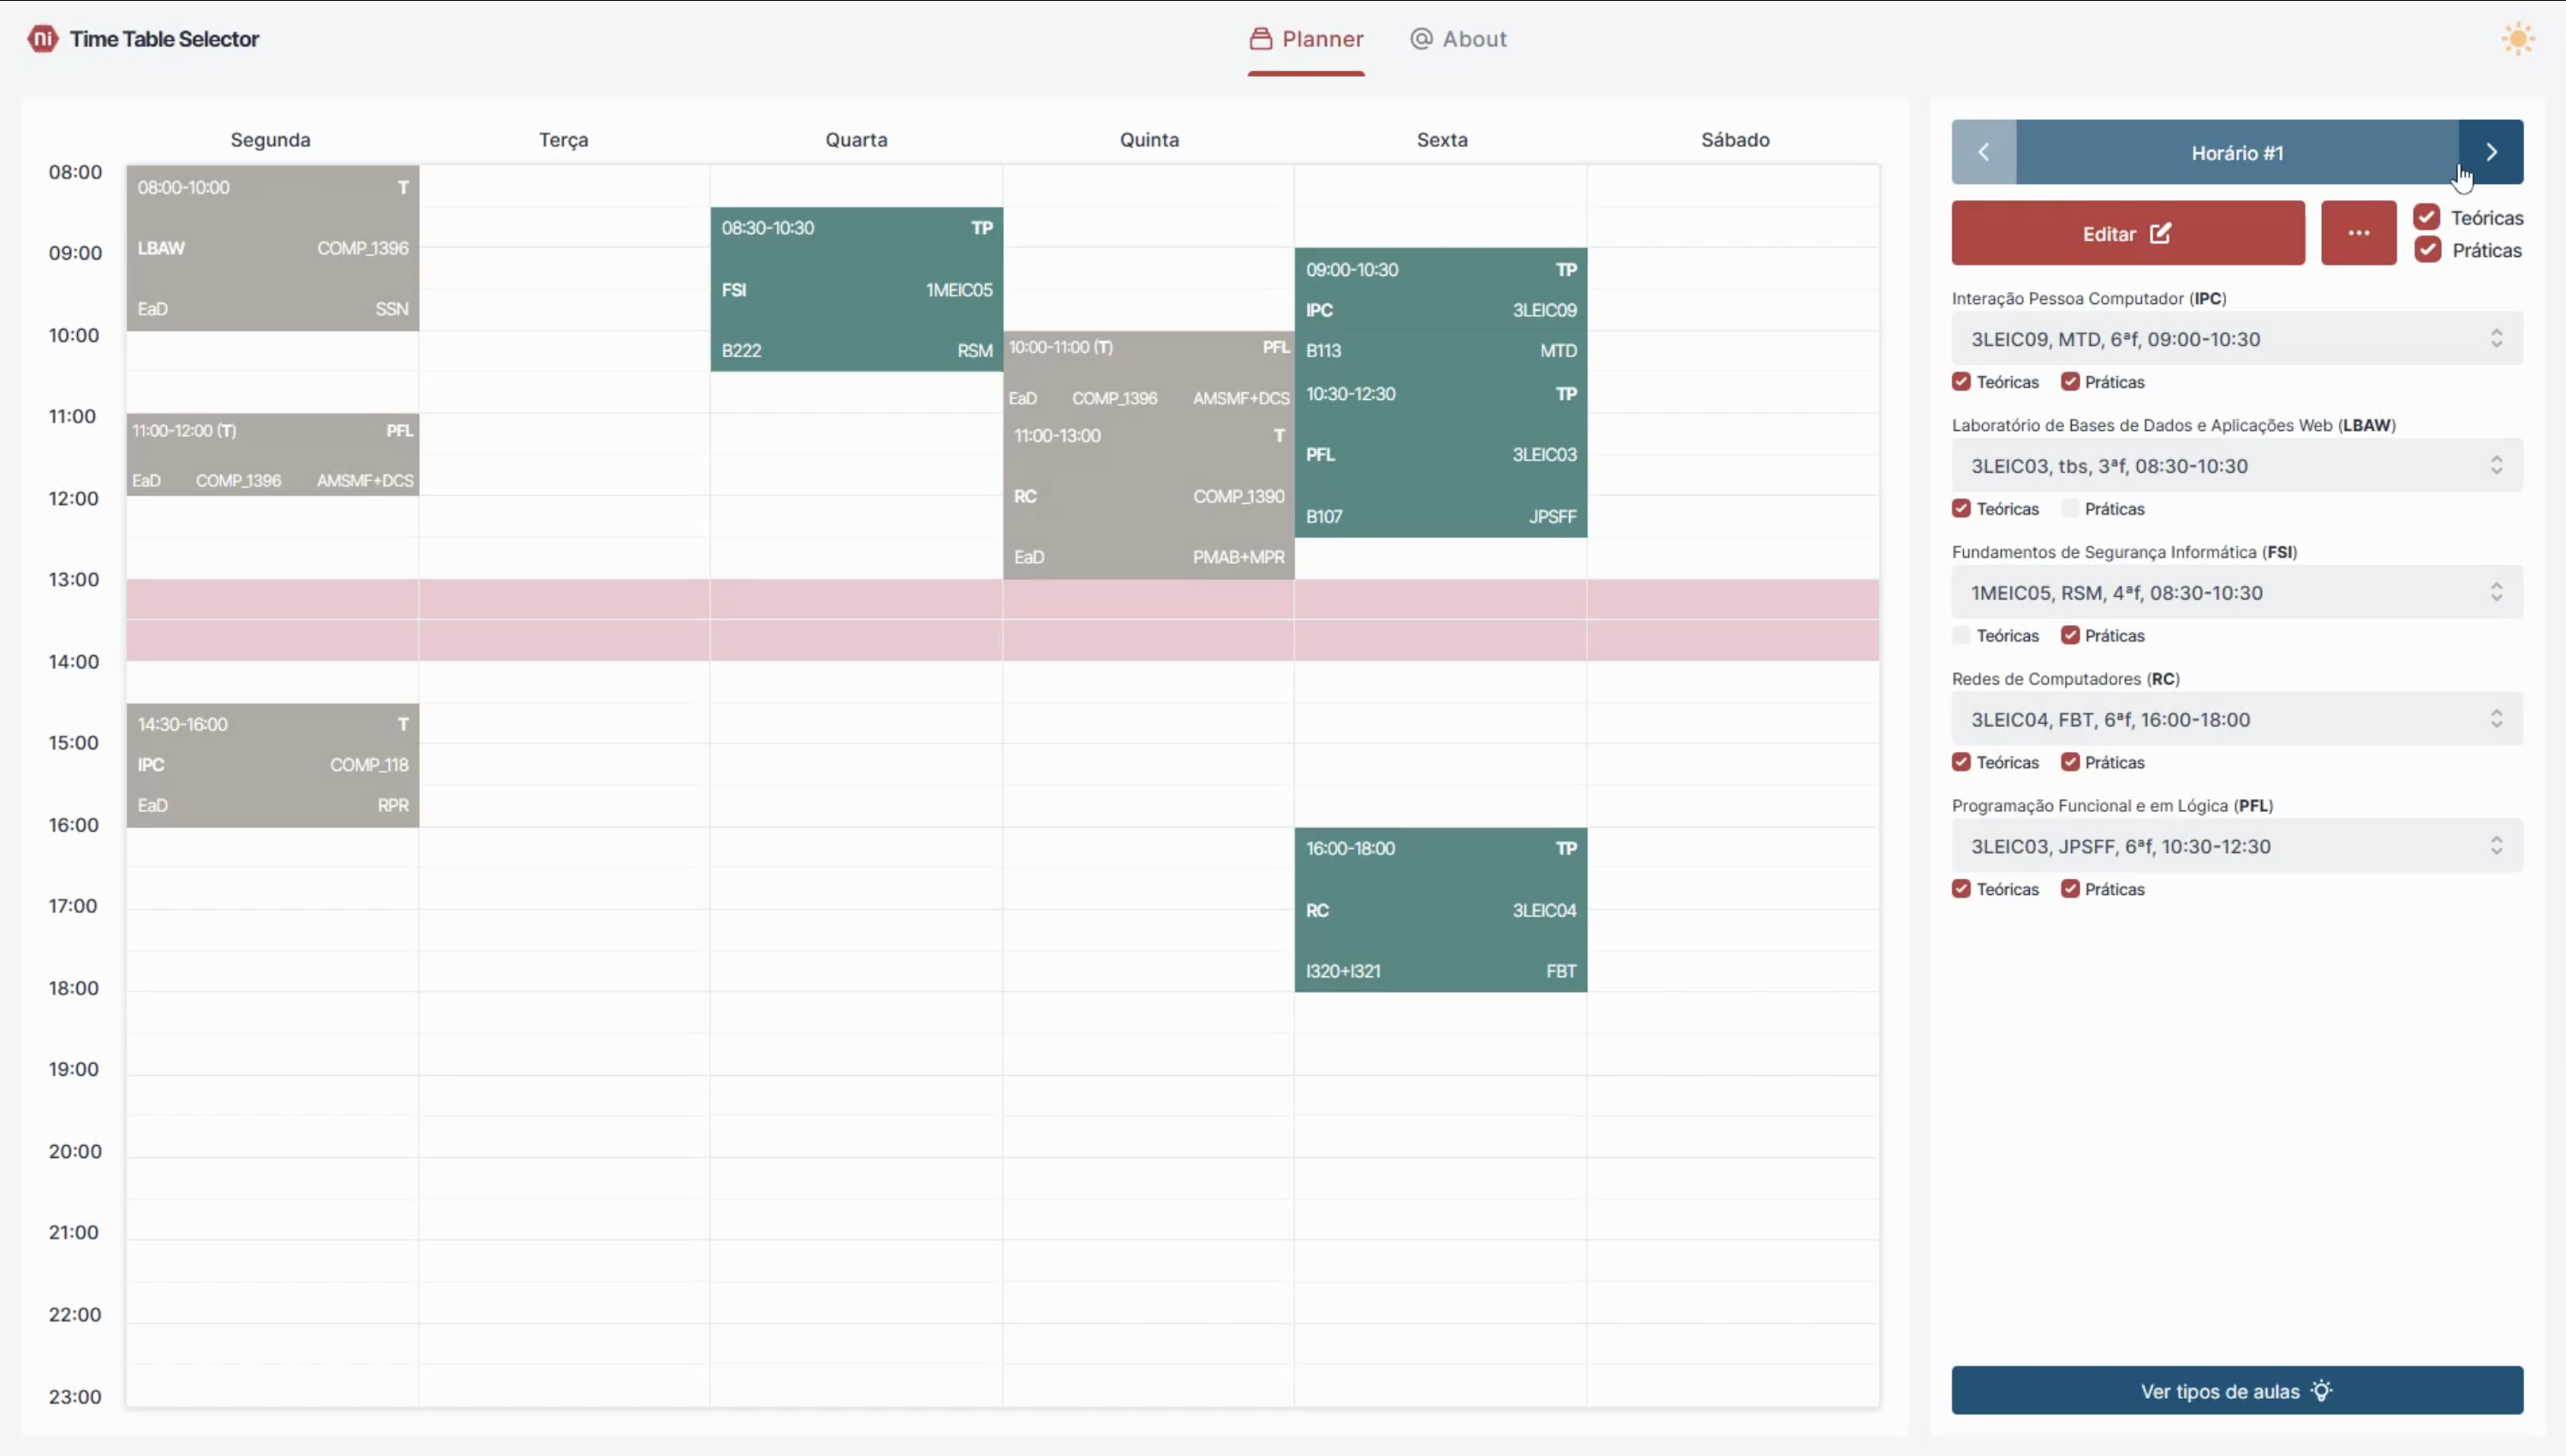 ni Time Table Selector
Planner
@ About
Segunda
Terça
Quarta
Quinta
Sexta
Sábado
08:00
09:00
10:00
11:00
12:00
13:00
14:00
15:00
16:00
17:00
18:00
19:00
20:00
21:00
22:00
23:00
08:00-10:00 T
LBAW COMP_1396
EaD SSN
11:00-12:00 (T) PFL
EaD COMP_1396 AMSMF+DCS
14:30-16:00 T
IPC COMP_118
EaD RPR
08:30-10:30 TP
FSI 1MEIC05
B222 RSM
10:00-11:00 (T) PFL
EaD COMP_1396 AMSMF+DCS
11:00-13:00 T
RC COMP_1390
EaD PMAB+MPR
09:00-10:30 TP
IPC 3LEIC09
B113 MTD
10:30-12:30 TP
PFL 3LEIC03
B107 JPSFF
16:00-18:00 TP
RC 3LEIC04
I320+I321 FBT
Horário #1
Editar
...
Teóricas
Práticas
Interação Pessoa Computador (IPC)
3LEIC09, MTD, 6ªf, 09:00-10:30
Teóricas Práticas
Laboratório de Bases de Dados e Aplicações Web (LBAW)
3LEIC03, tbs, 3ªf, 08:30-10:30
Teóricas Práticas
Fundamentos de Segurança Informática (FSI)
1MEIC05, RSM, 4ªf, 08:30-10:30
Teóricas Práticas
Redes de Computadores (RC)
3LEIC04, FBT, 6ªf, 16:00-18:00
Teóricas Práticas
Programação Funcional e em Lógica (PFL)
3LEIC03, JPSFF, 6ªf, 10:30-12:30
Teóricas Práticas
Ver tipos de aulas